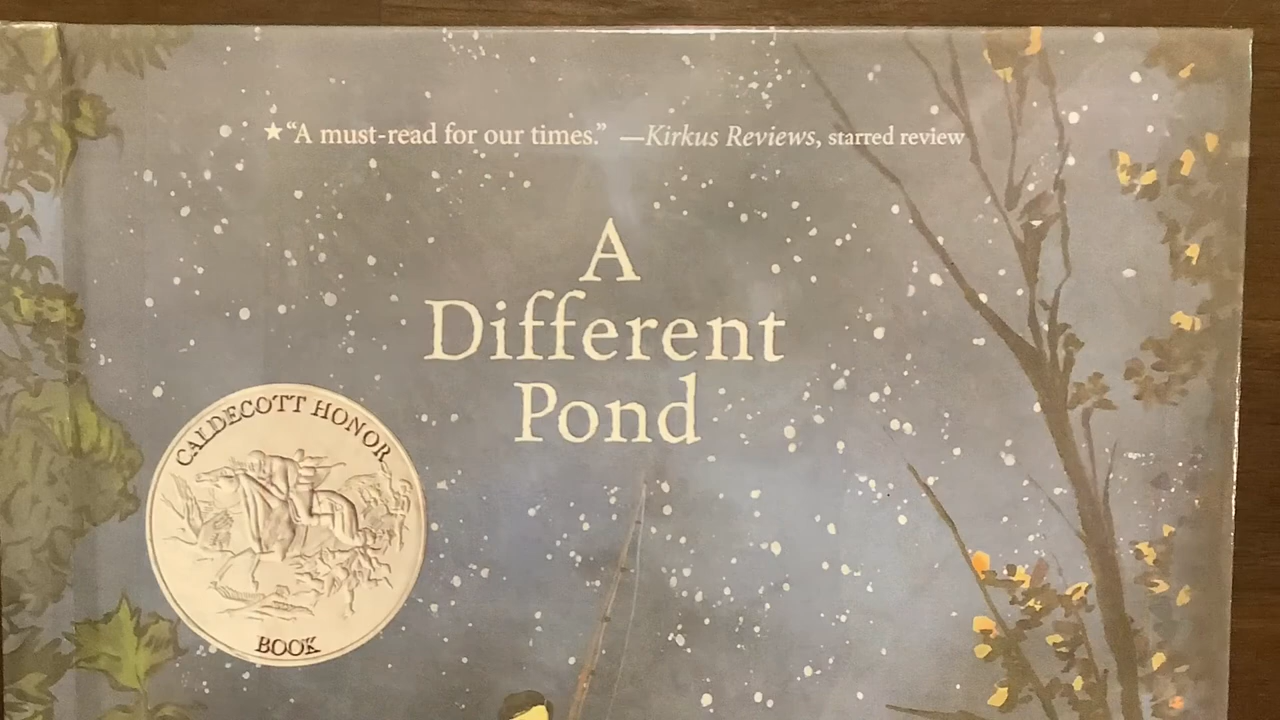 ★“A must-read for our times.” —Kirkus Reviews, starred review
A
Different
Pond
CALDECOTT HONOR
BOOK